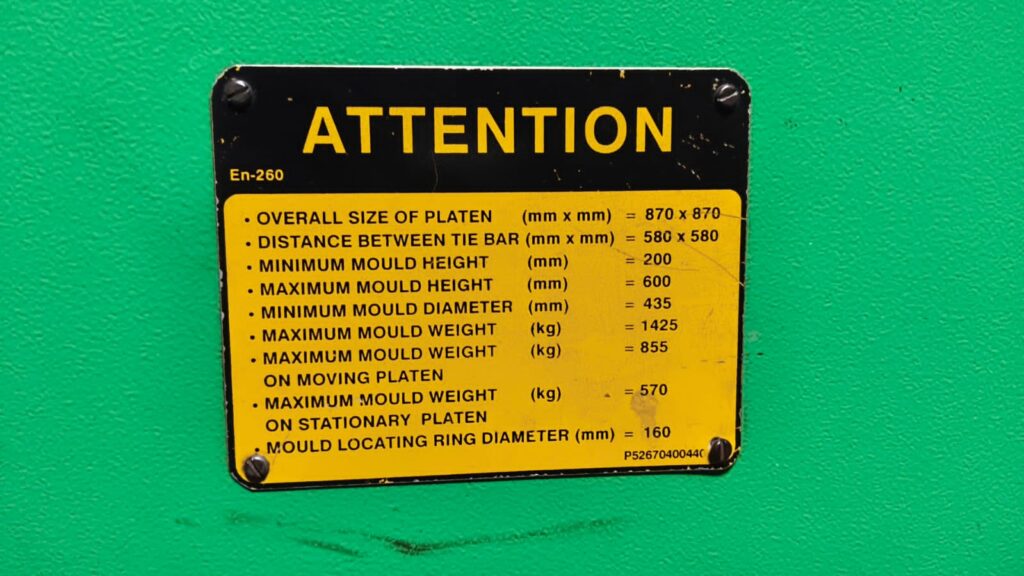 ATTENTION
En-260
• OVERALL SIZE OF PLATEN (mm x mm) = 870 x 870
• DISTANCE BETWEEN TIE BAR (mm x mm) = 580 x 580
• MINIMUM MOULD HEIGHT (mm) = 200
• MAXIMUM MOULD HEIGHT (mm) = 600
• MINIMUM MOULD DIAMETER (mm) = 435
• MAXIMUM MOULD WEIGHT (kg) = 1425
• MAXIMUM MOULD WEIGHT (kg) = 855
ON MOVING PLATEN
• MAXIMUM MOULD WEIGHT (kg) = 570
ON STATIONARY PLATEN
• MOULD LOCATING RING DIAMETER (mm) = 160